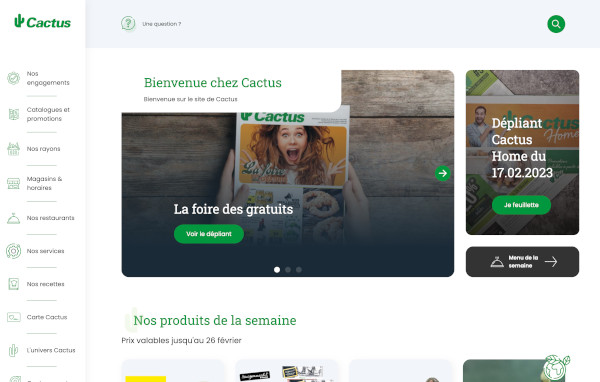 Cactus
Une question ?
Nos
engagements
Catalogues et
promotions
Nos rayons
Magasins &
horaires
Nos restaurants
Nos services
Nos recettes
Carte Cactus
L'univers Cactus
Bienvenue chez Cactus
Bienvenue sur le site de Cactus
Cactus
La foire des gratuits
Voir le dépliant
Dépliant
Cactus
Home du
17.02.2023
Je feuillette
Menu de la
semaine
Nos produits de la semaine
Prix valables jusqu'au 26 février